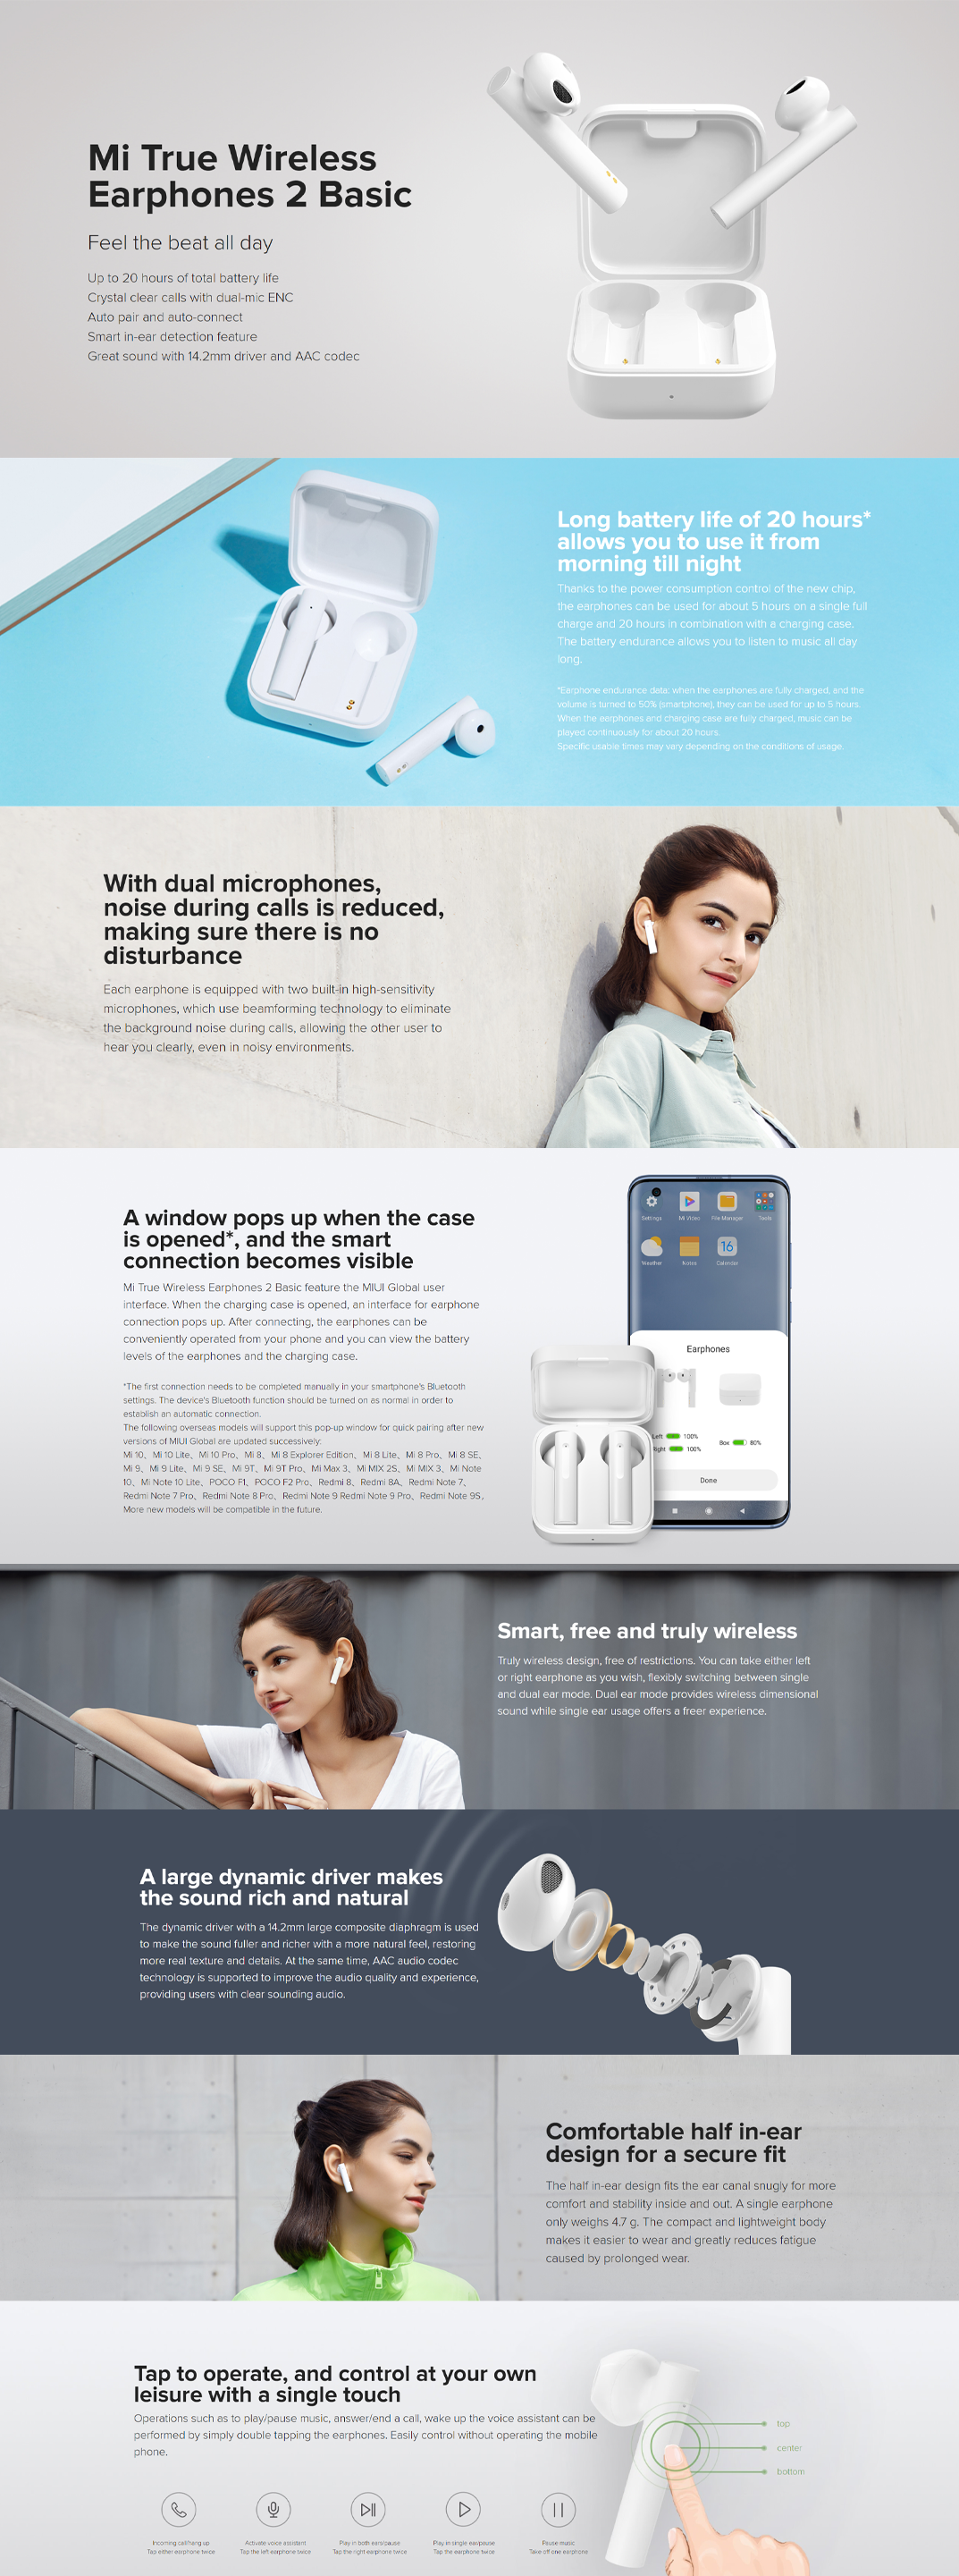 Mi True Wireless
Earphones 2 Basic
Feel the beat all day
Up to 20 hours of total battery life
Crystal clear calls with dual-mic ENC
Auto pair and auto-connect
Smart in-ear detection feature
Great sound with 14.2mm driver and AAC codec
Long battery life of 20 hours*
allows you to use it from
morning till night
Thanks to the power consumption control of the new chip,
the earphones can be used for about 5 hours on a single full
charge and 20 hours in combination with a charging case.
The battery endurance allows you to listen to music all day
long.
*Earphone endurance data: when the earphones are fully charged, and the
volume is turned to 50% (smartphone), they can be used for up to 5 hours.
When the earphones and charging case are fully charged, music can be
played continuously for about 20 hours.
Specific usable times may vary depending on the conditions of usage.
With dual microphones,
noise during calls is reduced,
making sure there is no
disturbance
Each earphone is equipped with two built-in high-sensitivity
microphones, which use beamforming technology to eliminate
the background noise during calls, allowing the other user to
hear you clearly, even in noisy environments.
A window pops up when the case
is opened*, and the smart
connection becomes visible
Mi True Wireless Earphones 2 Basic feature the MIUI Global user
interface. When the charging case is opened, an interface for earphone
connection pops up. After connecting, the earphones can be
conveniently operated from your phone and you can view the battery
levels of the earphones and the charging case.
*The first connection needs to be completed manually in your smartphone's Bluetooth
settings. The device's Bluetooth function should be turned on as normal in order to
establish an automatic connection.
The following overseas models will support this pop-up window for quick pairing after new
versions of MIUI Global are updated successively:
Mi 10、Mi 10 Lite、Mi 10 Pro、Mi 8、Mi 8 Explorer Edition、Mi 8 Lite、Mi 8 Pro、Mi 8 SE、
Mi 9、Mi 9 Lite、Mi 9 SE、Mi 9T、Mi 9T Pro、Mi Max 3、Mi MIX 2S、Mi MIX 3、Mi Note
10、Mi Note 10 Lite、POCO F1、POCO F2 Pro、Redmi 8、Redmi 8A、Redmi Note 7、
Redmi Note 7 Pro、Redmi Note 8 Pro、Redmi Note 9 Redmi Note 9 Pro、Redmi Note 9S,
More new models will be compatible in the future.
Settings Mi Video File Manager Tools
Weather Notes 16 Calendar
Earphones
Left 100%
Right 100%
Box 80%
Done
Smart, free and truly wireless
Truly wireless design, free of restrictions. You can take either left
or right earphone as you wish, flexibly switching between single
and dual ear mode. Dual ear mode provides wireless dimensional
sound while single ear usage offers a freer experience.
A large dynamic driver makes
the sound rich and natural
The dynamic driver with a 14.2mm large composite diaphragm is used
to make the sound fuller and richer with a more natural feel, restoring
more real texture and details. At the same time, AAC audio codec
technology is supported to improve the audio quality and experience,
providing users with clear sounding audio.
Comfortable half in-ear
design for a secure fit
The half in-ear design fits the ear canal snugly for more
comfort and stability inside and out. A single earphone
only weighs 4.7 g. The compact and lightweight body
makes it easier to wear and greatly reduces fatigue
caused by prolonged wear.
Tap to operate, and control at your own
leisure with a single touch
Operations such as to play/pause music, answer/end a call, wake up the voice assistant can be
performed by simply double tapping the earphones. Easily control without operating the mobile
phone.
top
center
bottom
Incoming call/hang up
Tap either earphone twice
Activate voice assistant
Tap the left earphone twice
Play in both ears/pause
Tap the right earphone twice
Play in single ear/pause
Tap the earphone twice
Pause music
Take off one earphone